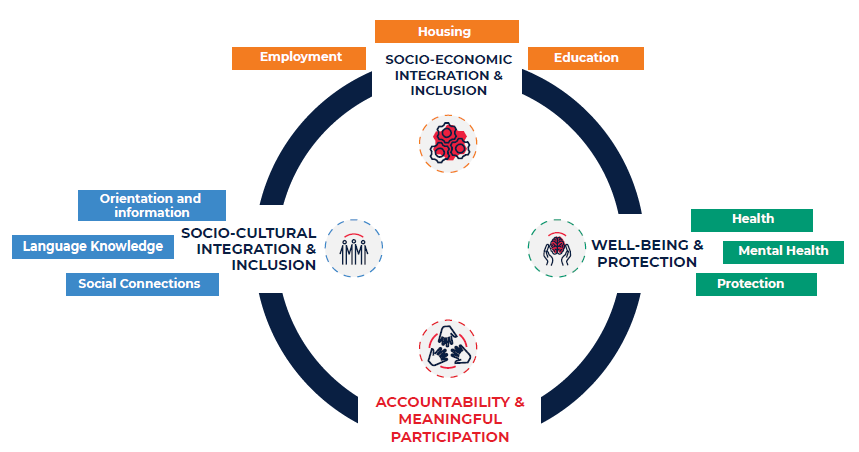 Housing
Employment
Education
SOCIO-ECONOMIC
INTEGRATION &
INCLUSION
Orientation and
information
Language Knowledge
Social Connections
SOCIO-CULTURAL
INTEGRATION &
INCLUSION
WELL-BEING &
PROTECTION
Health
Mental Health
Protection
ACCOUNTABILITY &
MEANINGFUL
PARTICIPATION